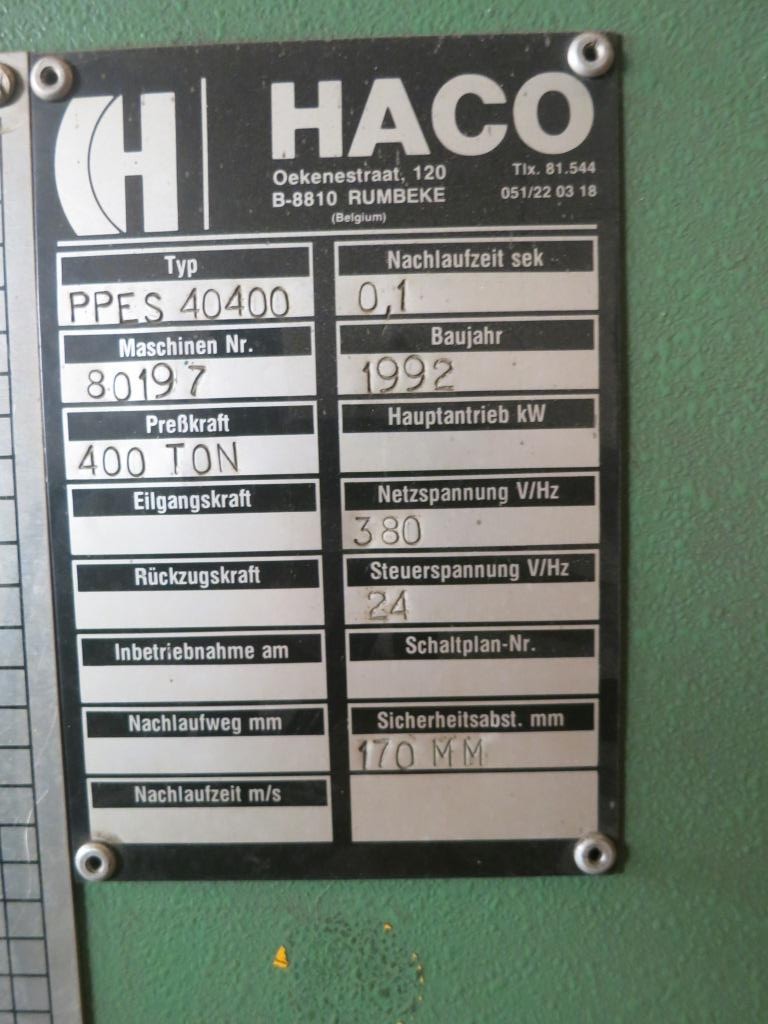 H HACO
Oekenestraat, 120 Tlx. 81.544
B-8810 RUMBEKE 051/22 03 18
(Belgium)
Typ Nachlaufzeit sek
PPES 40400 0,1
Maschinen Nr. Baujahr
80197 1992
Preßkraft Hauptantrieb kW
400 TON
Eilgangskraft Netzspannung V/Hz
380
Rückzugskraft Steuerspannung V/Hz
24
Inbetriebnahme am Schaltplan-Nr.
Nachlaufweg mm Sicherheitsabst. mm
170 MM
Nachlaufzeit m/s